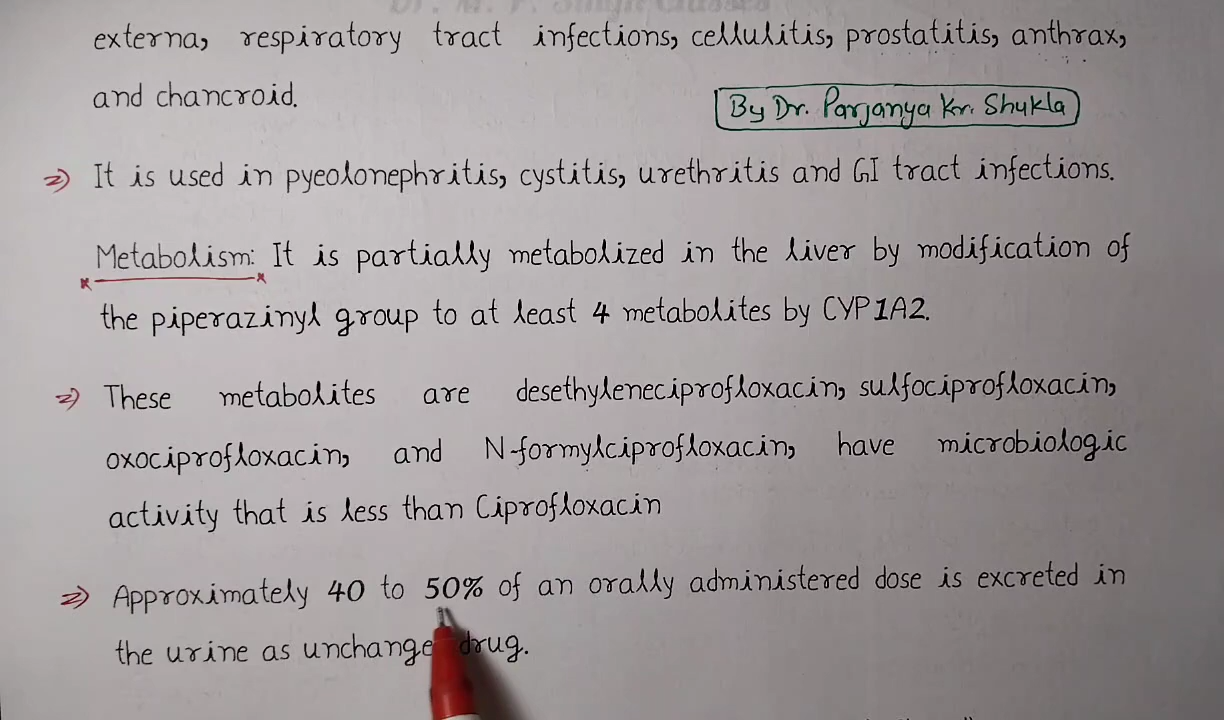 externa, respiratory tract infections, cellulitis, prostatitis, anthrax,
and chancroid.
By Dr. Parjanya Kr. Shukla
⇒ It is used in pyeolonephritis, cystitis, urethritis and GI tract infections.
Metabolism: It is partially metabolized in the liver by modification of
the piperazinyl group to at least 4 metabolites by CYP1A2.
⇒ These metabolites are desethyleneciprofloxacin, sulfociprofloxacin,
oxociprofloxacin, and N-formylciprofloxacin, have microbiologic
activity that is less than Ciprofloxacin
⇒ Approximately 40 to 50% of an orally administered dose is excreted in
the urine as unchange drug.